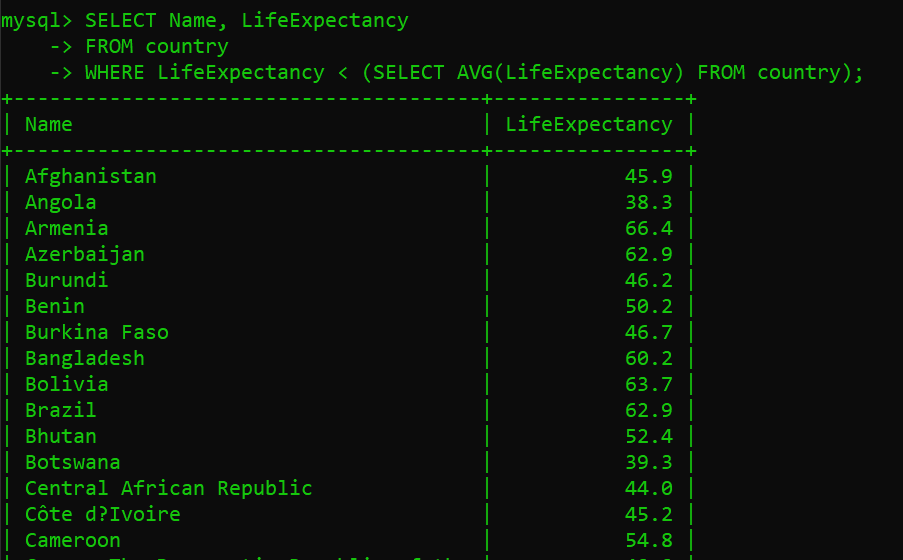 mysql> SELECT Name, LifeExpectancy
    -> FROM country
    -> WHERE LifeExpectancy < (SELECT AVG(LifeExpectancy) FROM country);
+---------------------------------------+----------------+
| Name                                  | LifeExpectancy |
+---------------------------------------+----------------+
| Afghanistan                           |           45.9 |
| Angola                                |           38.3 |
| Armenia                               |           66.4 |
| Azerbaijan                            |           62.9 |
| Burundi                               |           46.2 |
| Benin                                 |           50.2 |
| Burkina Faso                          |           46.7 |
| Bangladesh                            |           60.2 |
| Bolivia                               |           63.7 |
| Brazil                                |           62.9 |
| Bhutan                                |           52.4 |
| Botswana                              |           39.3 |
| Central African Republic              |           44.0 |
| Côte d?Ivoire                         |           45.2 |
| Cameroon                              |           54.8 |